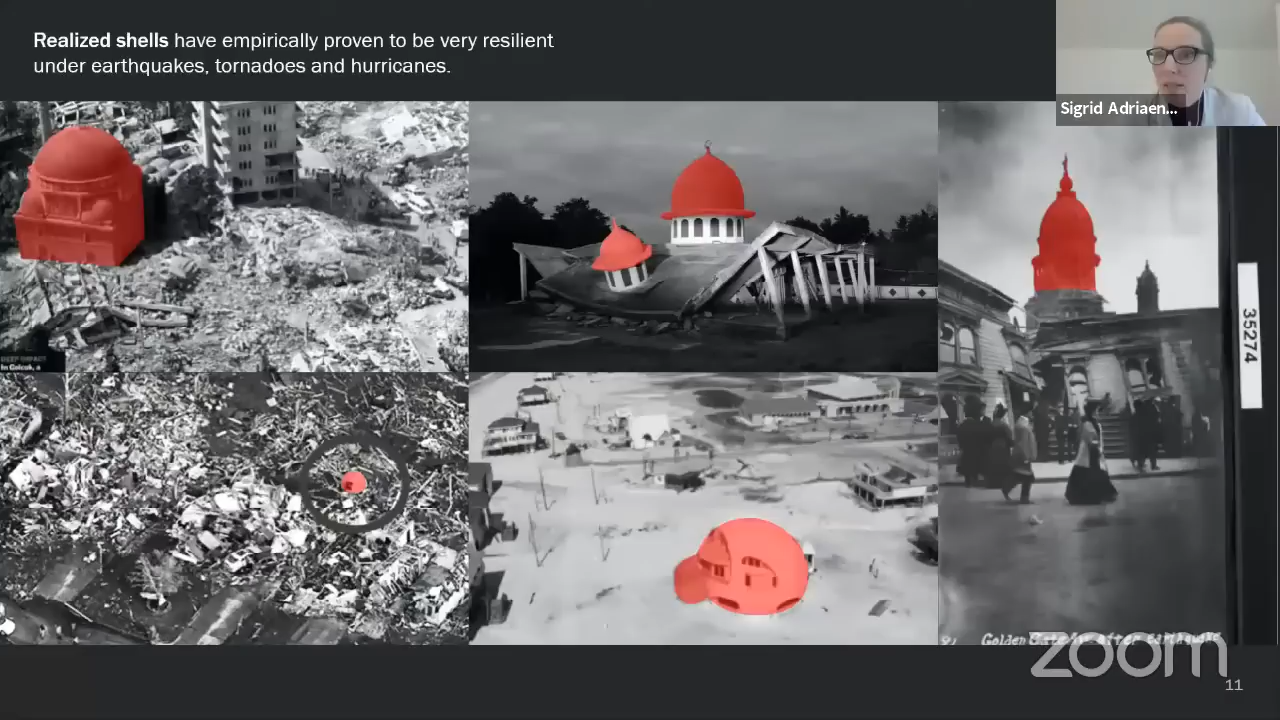 Realized shells have empirically proven to be very resilient
under earthquakes, tornadoes and hurricanes.
Sigrid Adriaen...
35274
zoom
11